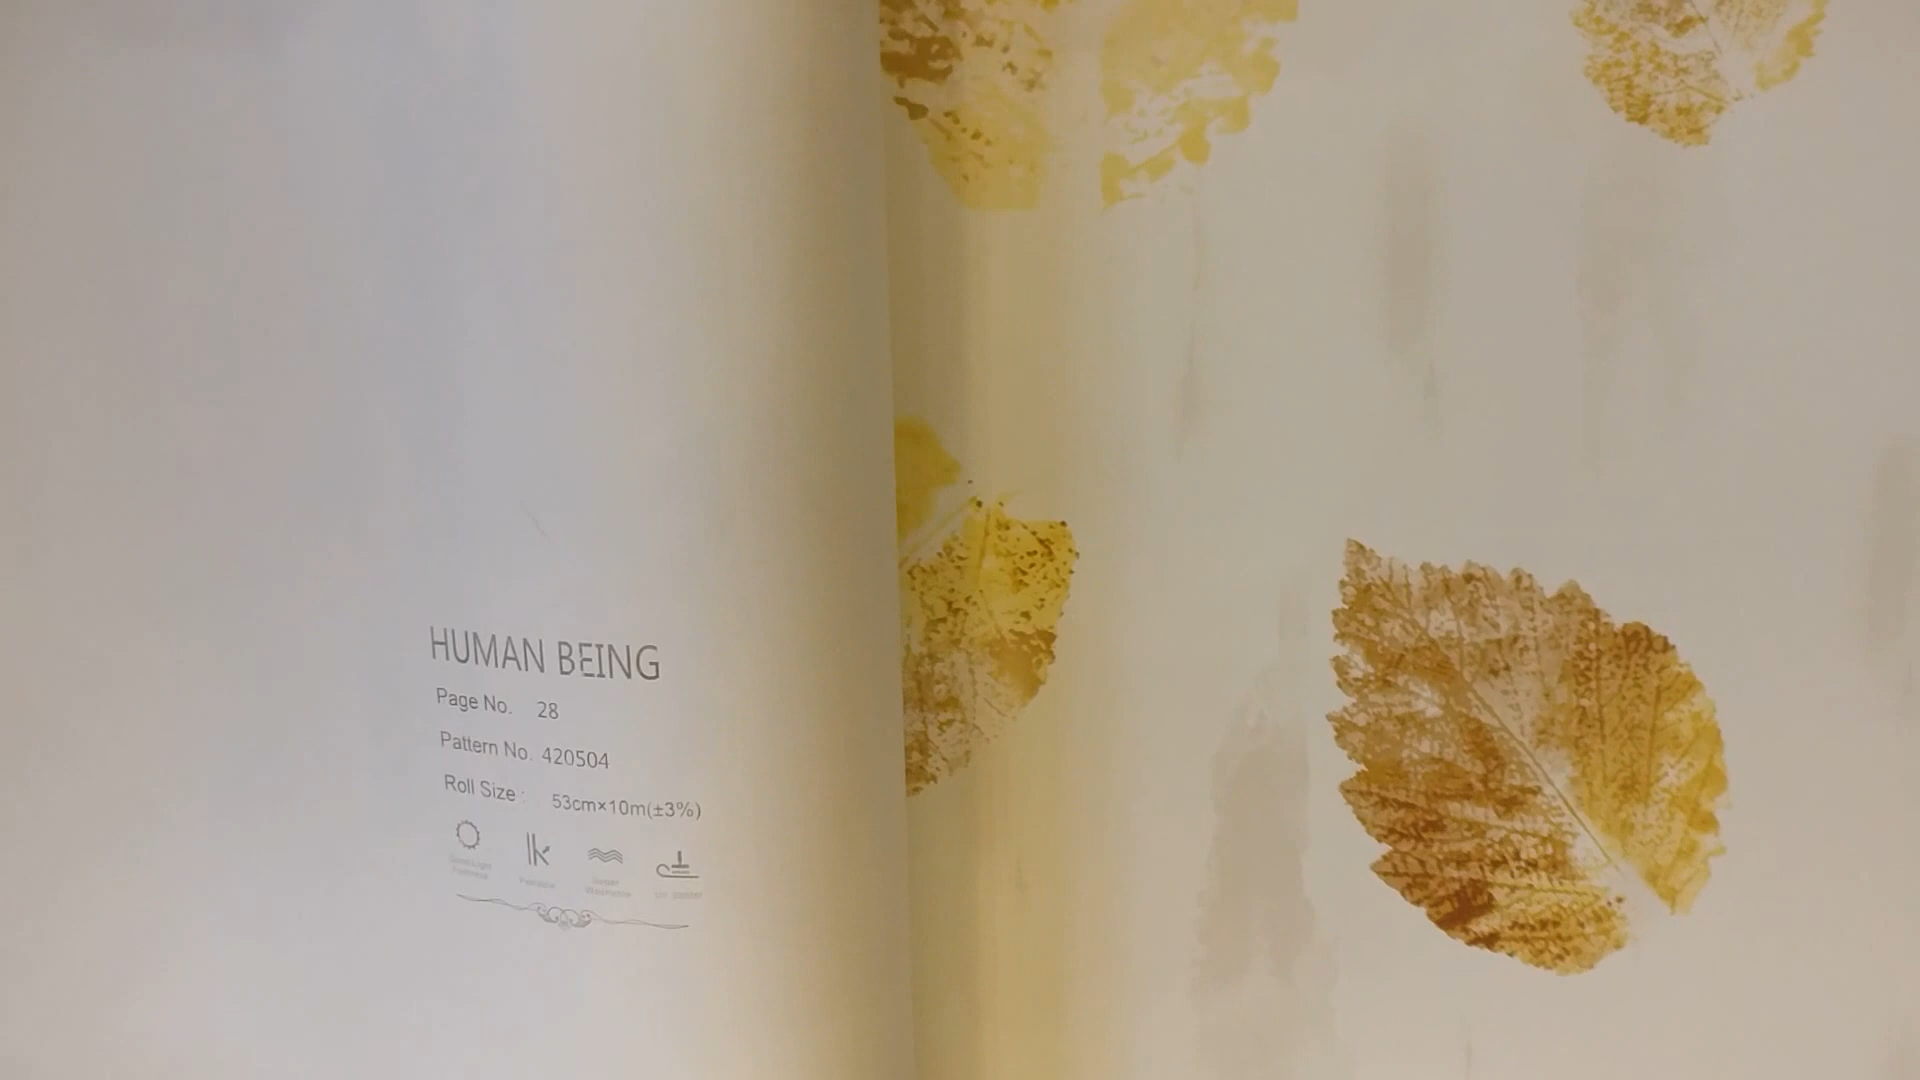 HUMAN BEING
Page No. 28
Pattern No. 420504
Roll Size : 53cm×10m(±3%)